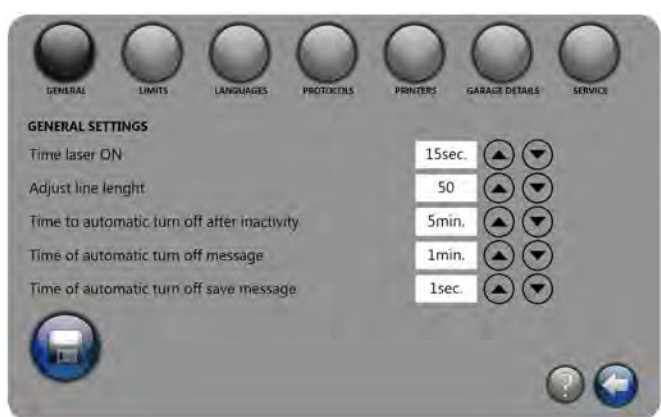 GENERAL LIMITS LANGUAGES PROTOCOLS PRINTERS GARAGE DETAILS SERVICE
GENERAL SETTINGS
Time laser ON 15sec.
Adjust line lenght 50
Time to automatic turn off after inactivity 5min.
Time of automatic turn off message 1min.
Time of automatic turn off save message 1sec.
?